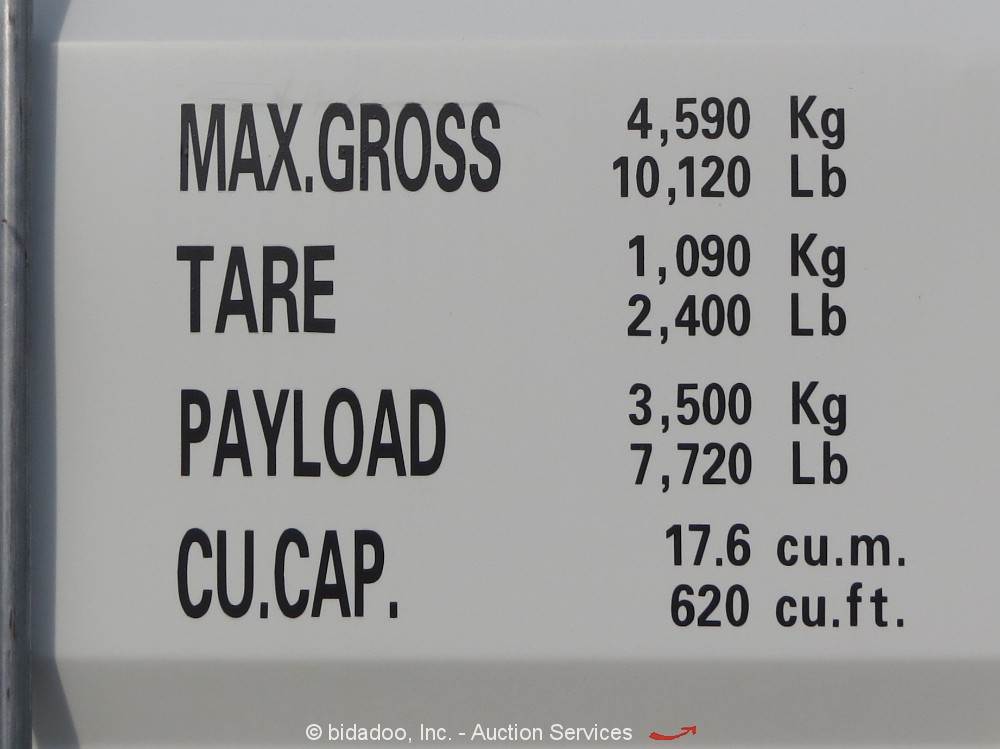 MAX.GROSS 4,590 Kg
10,120 Lb
TARE 1,090 Kg
2,400 Lb
PAYLOAD 3,500 Kg
7,720 Lb
CU.CAP. 17.6 cu.m.
620 cu.ft.
© bidadoo, Inc. - Auction Services